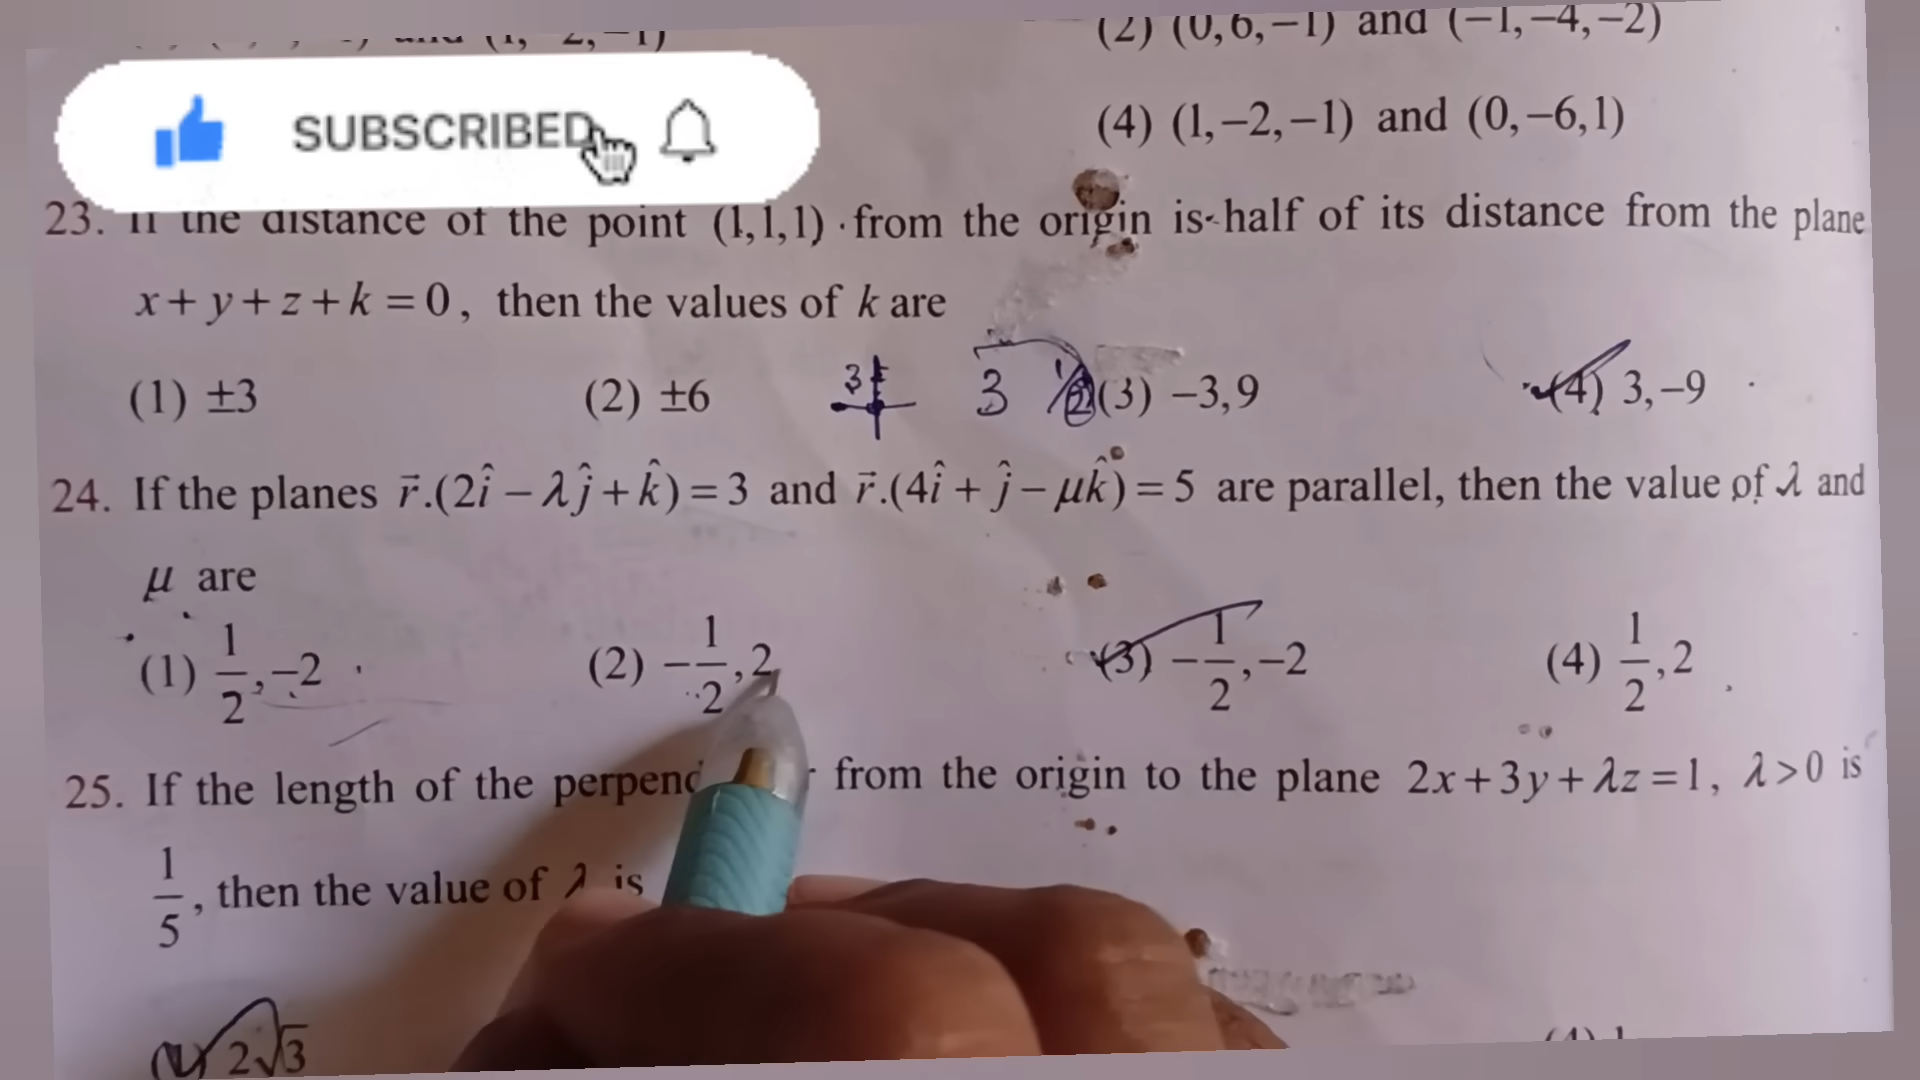 (2) (0,6,−1) and (−1,−4,−2)
SUBSCRIBED
(4) (1,−2,−1) and (0,−6,1)
23. If the distance of the point (1,1,1) from the origin is half of its distance from the plane
x+y+z+k=0, then the values of k are
(1) ±3 (2) ±6 (3) −3,9 (4) 3,−9
24. If the planes r⃗.(2î−λĵ+k̂)=3 and r⃗.(4î+ĵ−μk̂)=5 are parallel, then the value of λ and
μ are
(1) 1/2,−2 (2) −1/2,2 (3) −1/2,−2 (4) 1/2,2
25. If the length of the from the origin to the plane 2x+3y+λz=1, λ>0 is
1/5, then the value of λ is
2√3